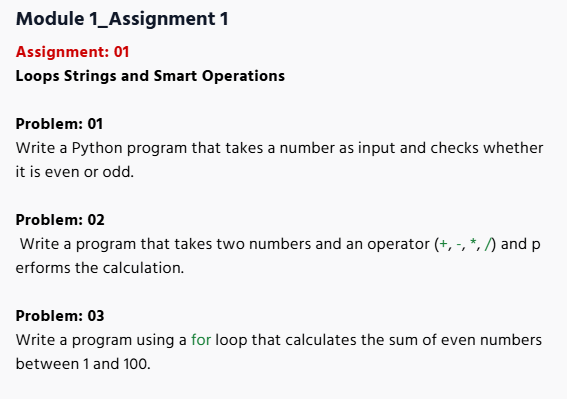 Module 1_Assignment 1
Assignment: 01
Loops Strings and Smart Operations
Problem: 01
Write a Python program that takes a number as input and checks whether
it is even or odd.
Problem: 02
Write a program that takes two numbers and an operator (+, -, *, /) and p
erforms the calculation.
Problem: 03
Write a program using a for loop that calculates the sum of even numbers
between 1 and 100.